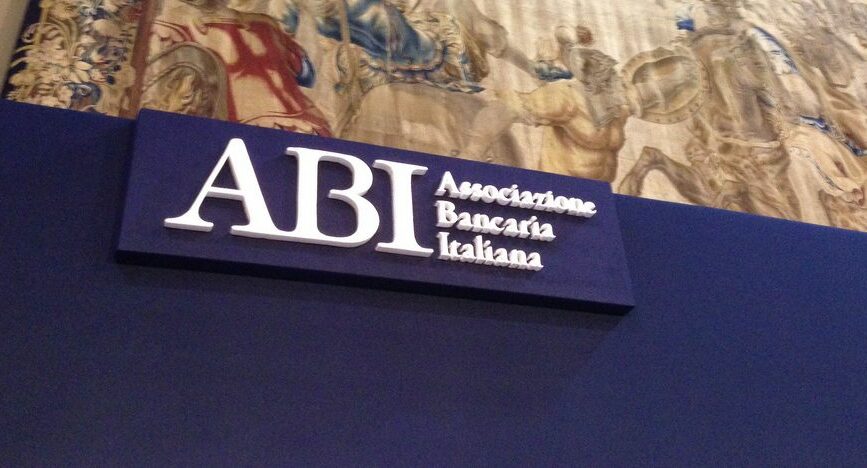 ABI
Associazione
Bancaria
Italiana